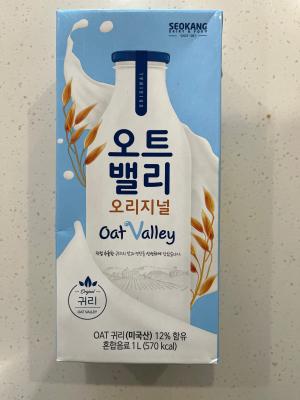 SEOKANG
DAIRY & FOOD
ORIGINAL
오트
밸리
오리지널
Oat Valley
Original
귀리
OAT VALLEY
OAT 귀리(미국산) 12% 함유
혼합음료 1L (570 kcal)